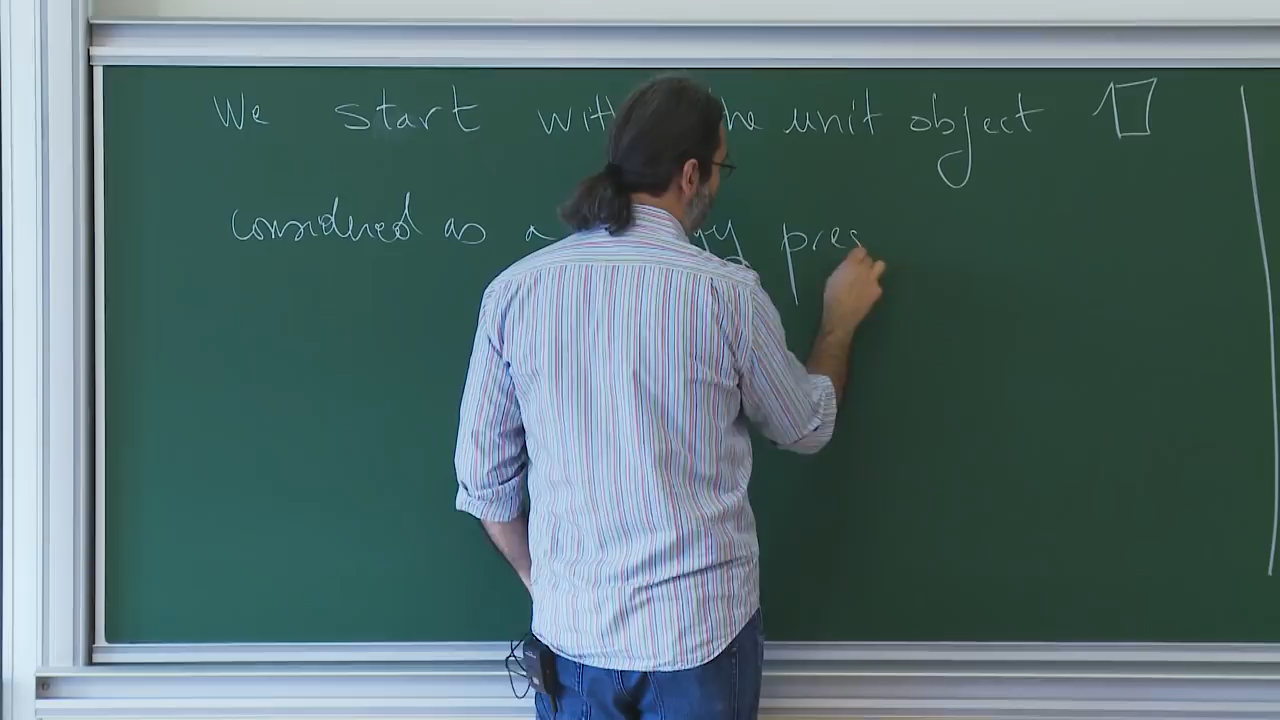 We start with the unit object 1
considered as a pres